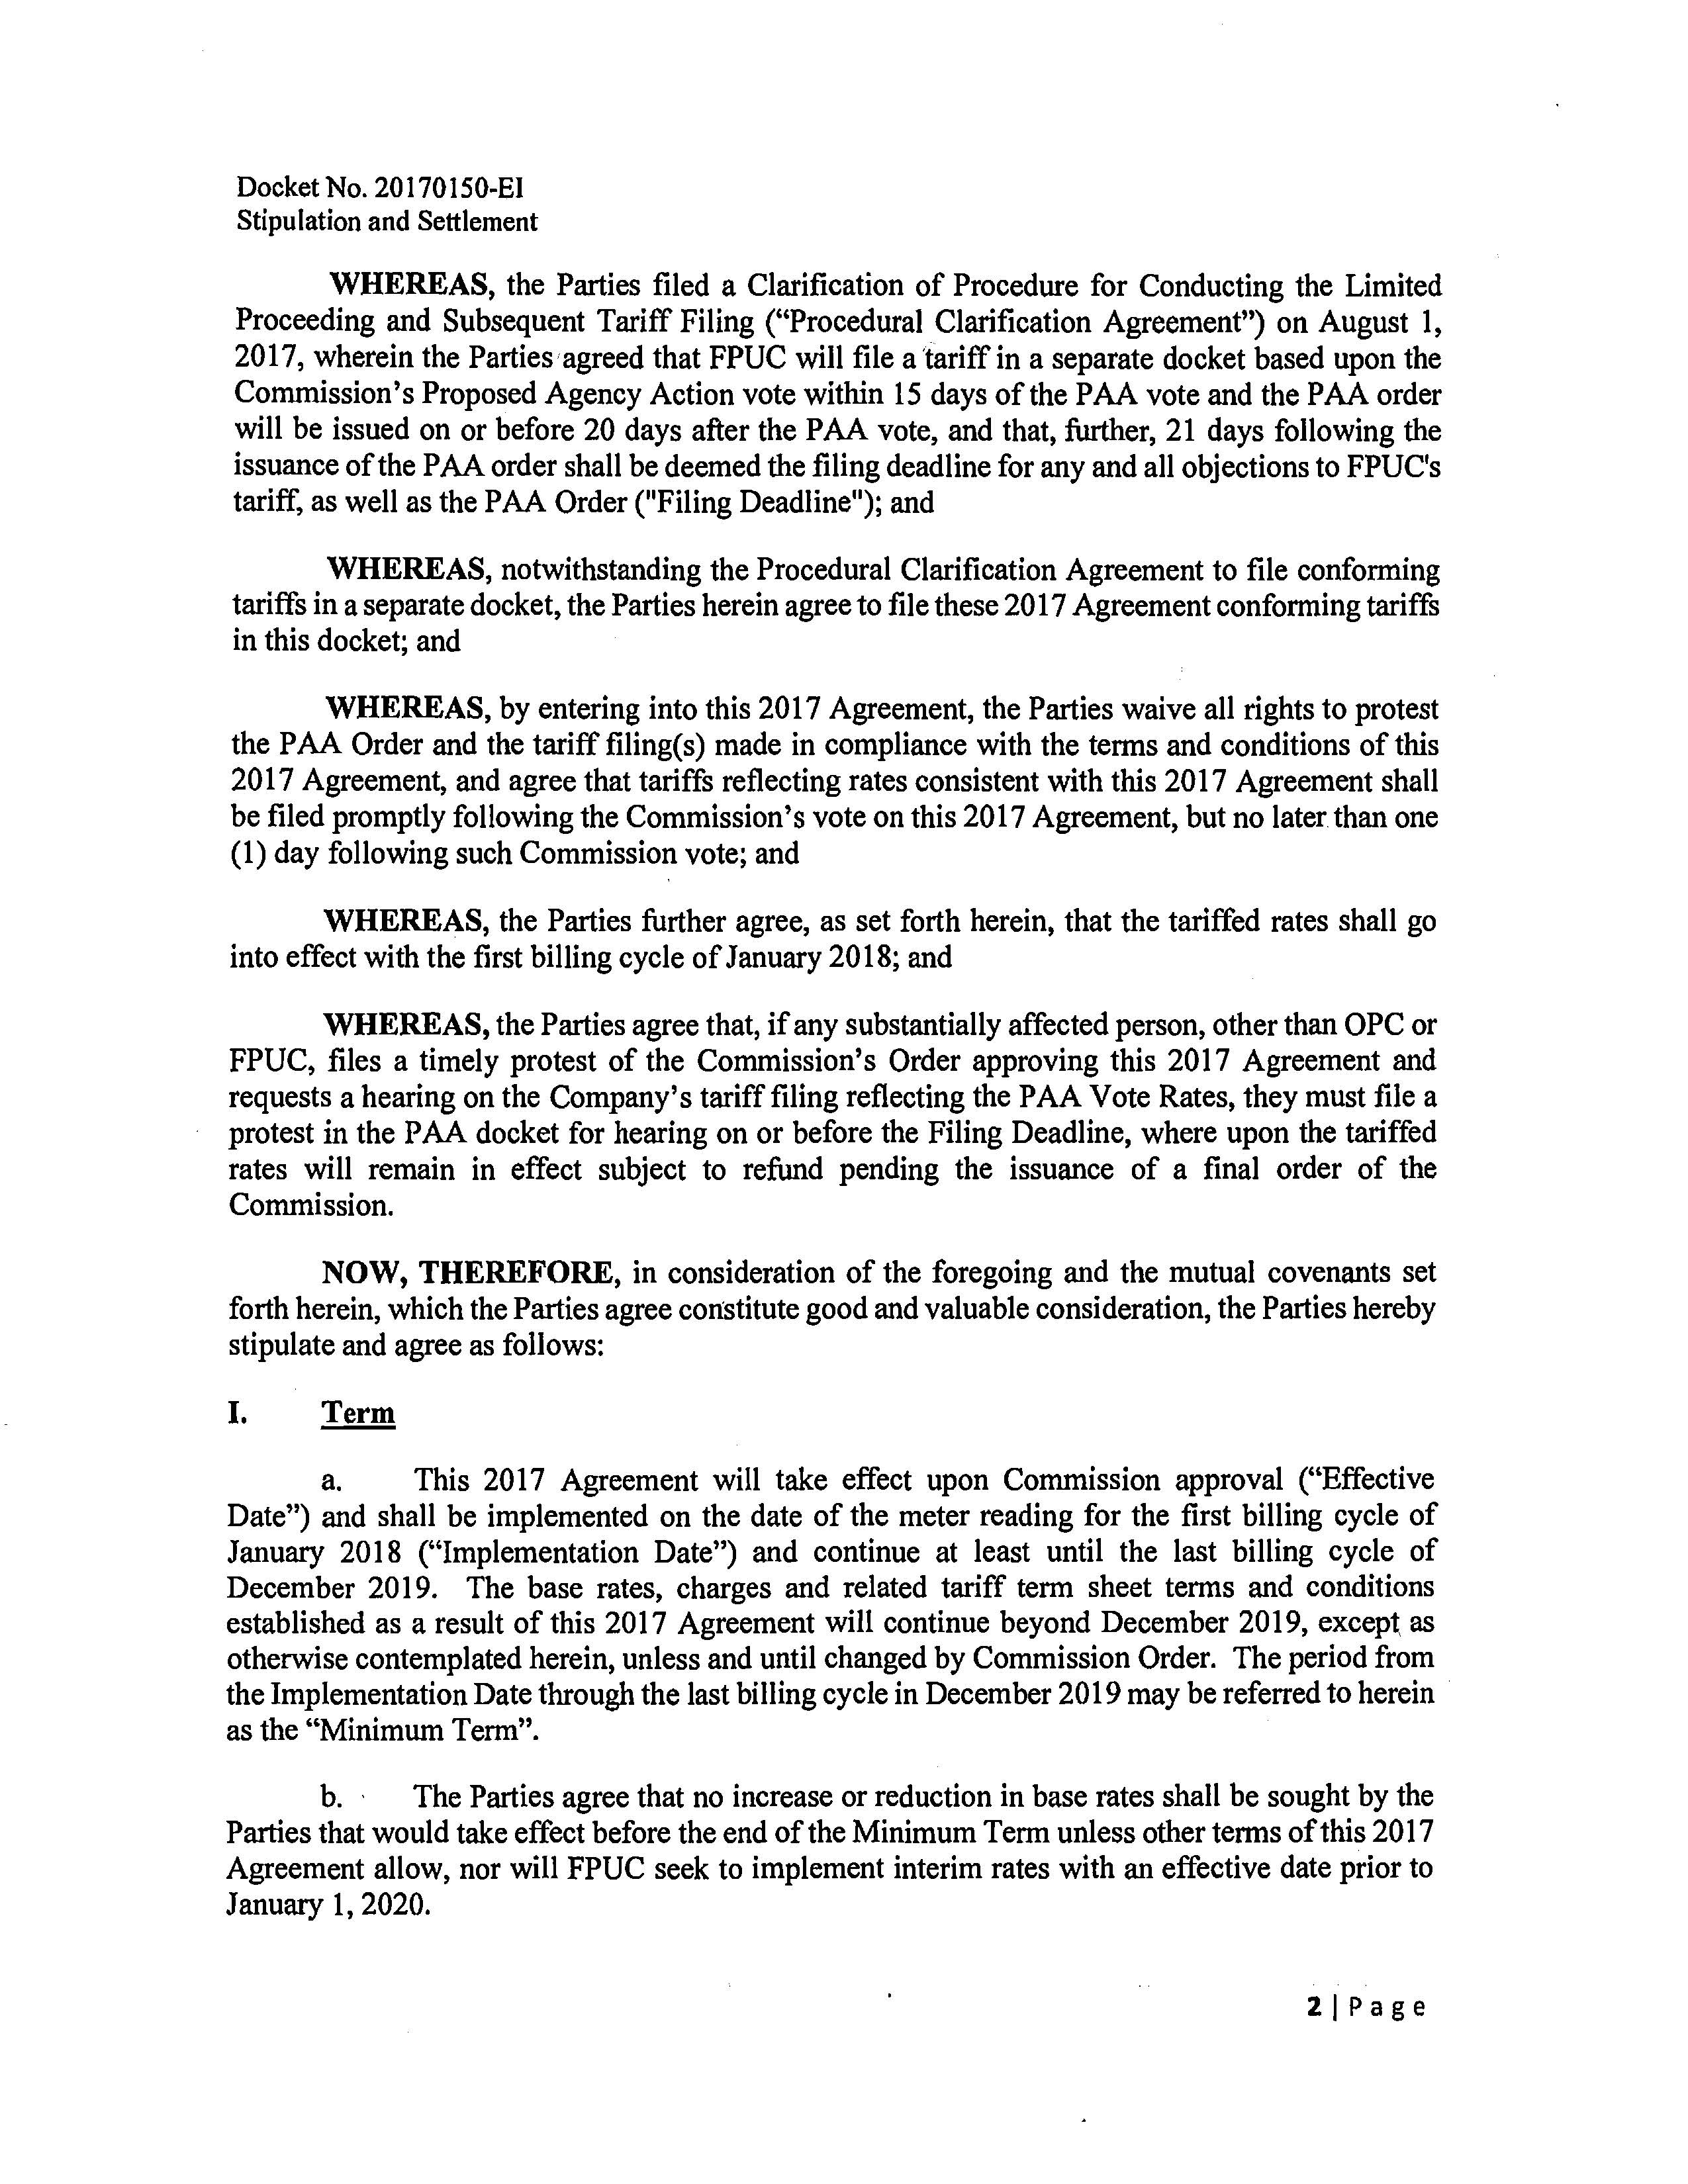 Docket No. 20170150-EI
Stipulation and Settlement
WHEREAS, the Parties filed a Clarification of Procedure for Conducting the Limited
Proceeding and Subsequent Tariff Filing (“Procedural Clarification Agreement”) on August 1,
2017, wherein the Parties agreed that FPUC will file a tariff in a separate docket based upon the
Commission’s Proposed Agency Action vote within 15 days of the PAA vote and the PAA order
will be issued on or before 20 days after the PAA vote, and that, further, 21 days following the
issuance of the PAA order shall be deemed the filing deadline for any and all objections to FPUC's
tariff, as well as the PAA Order ("Filing Deadline"); and
WHEREAS, notwithstanding the Procedural Clarification Agreement to file conforming
tariffs in a separate docket, the Parties herein agree to file these 2017 Agreement conforming tariffs
in this docket; and
WHEREAS, by entering into this 2017 Agreement, the Parties waive all rights to protest
the PAA Order and the tariff filing(s) made in compliance with the terms and conditions of this
2017 Agreement, and agree that tariffs reflecting rates consistent with this 2017 Agreement shall
be filed promptly following the Commission’s vote on this 2017 Agreement, but no later than one
(1) day following such Commission vote; and
WHEREAS, the Parties further agree, as set forth herein, that the tariffed rates shall go
into effect with the first billing cycle of January 2018; and
WHEREAS, the Parties agree that, if any substantially affected person, other than OPC or
FPUC, files a timely protest of the Commission’s Order approving this 2017 Agreement and
requests a hearing on the Company’s tariff filing reflecting the PAA Vote Rates, they must file a
protest in the PAA docket for hearing on or before the Filing Deadline, where upon the tariffed
rates will remain in effect subject to refund pending the issuance of a final order of the
Commission.
NOW, THEREFORE, in consideration of the foregoing and the mutual covenants set
forth herein, which the Parties agree constitute good and valuable consideration, the Parties hereby
stipulate and agree as follows:
I. Term
a. This 2017 Agreement will take effect upon Commission approval (“Effective
Date”) and shall be implemented on the date of the meter reading for the first billing cycle of
January 2018 (“Implementation Date”) and continue at least until the last billing cycle of
December 2019. The base rates, charges and related tariff term sheet terms and conditions
established as a result of this 2017 Agreement will continue beyond December 2019, except as
otherwise contemplated herein, unless and until changed by Commission Order. The period from
the Implementation Date through the last billing cycle in December 2019 may be referred to herein
as the “Minimum Term”.
b. The Parties agree that no increase or reduction in base rates shall be sought by the
Parties that would take effect before the end of the Minimum Term unless other terms of this 2017
Agreement allow, nor will FPUC seek to implement interim rates with an effective date prior to
January 1, 2020.
2 | Page